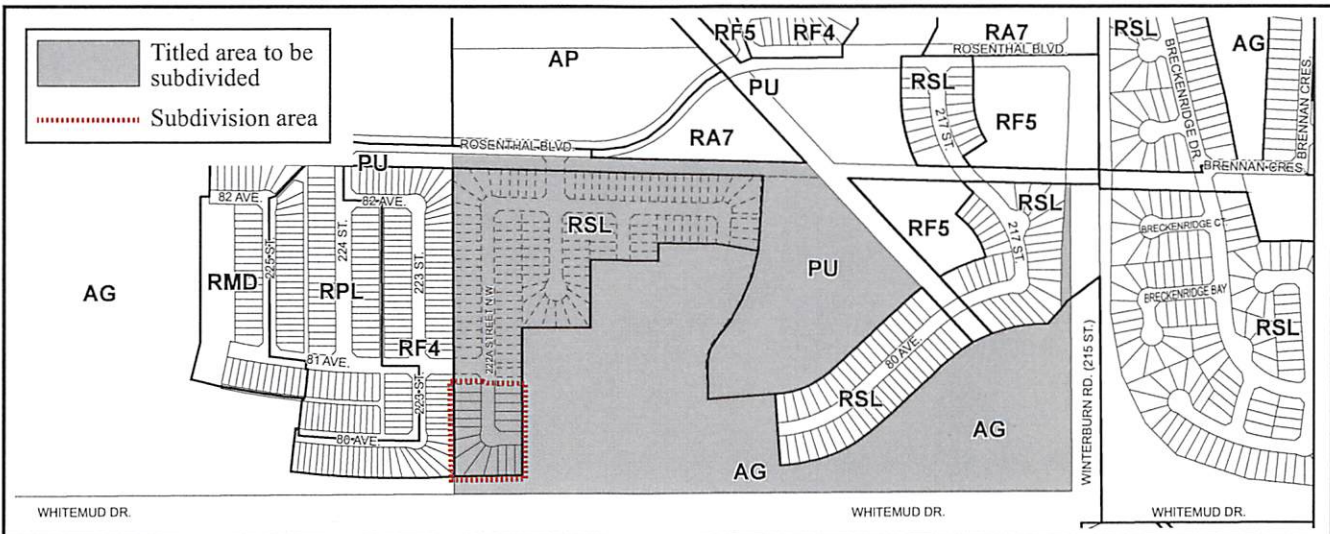 Titled area to be
subdivided
Subdivision area
RF5
RF4
RA7
ROSENTHAL BLVD.
RSL
AG
BRECKENRIDGE DR.
BRENNAN CRES.
AP
PU
RSL
217 ST.
RF5
RA7
ROSENTHAL BLVD.
PU
BRENNAN CRES.
82 AVE.
82 AVE.
RSL
RSL
BRECKENRIDGE CT.
RF5
217 ST.
225 ST.
224 ST.
223 ST.
PU
AG
RMD
RPL
BRECKENRIDGE BAY
222A STREET NW
RSL
RF4
81 AVE.
80 AVE.
WINTERBURN RD. (215 ST.)
223 ST.
RSL
80 AVE.
AG
AG
WHITEMUD DR.
WHITEMUD DR.
WHITEMUD DR.